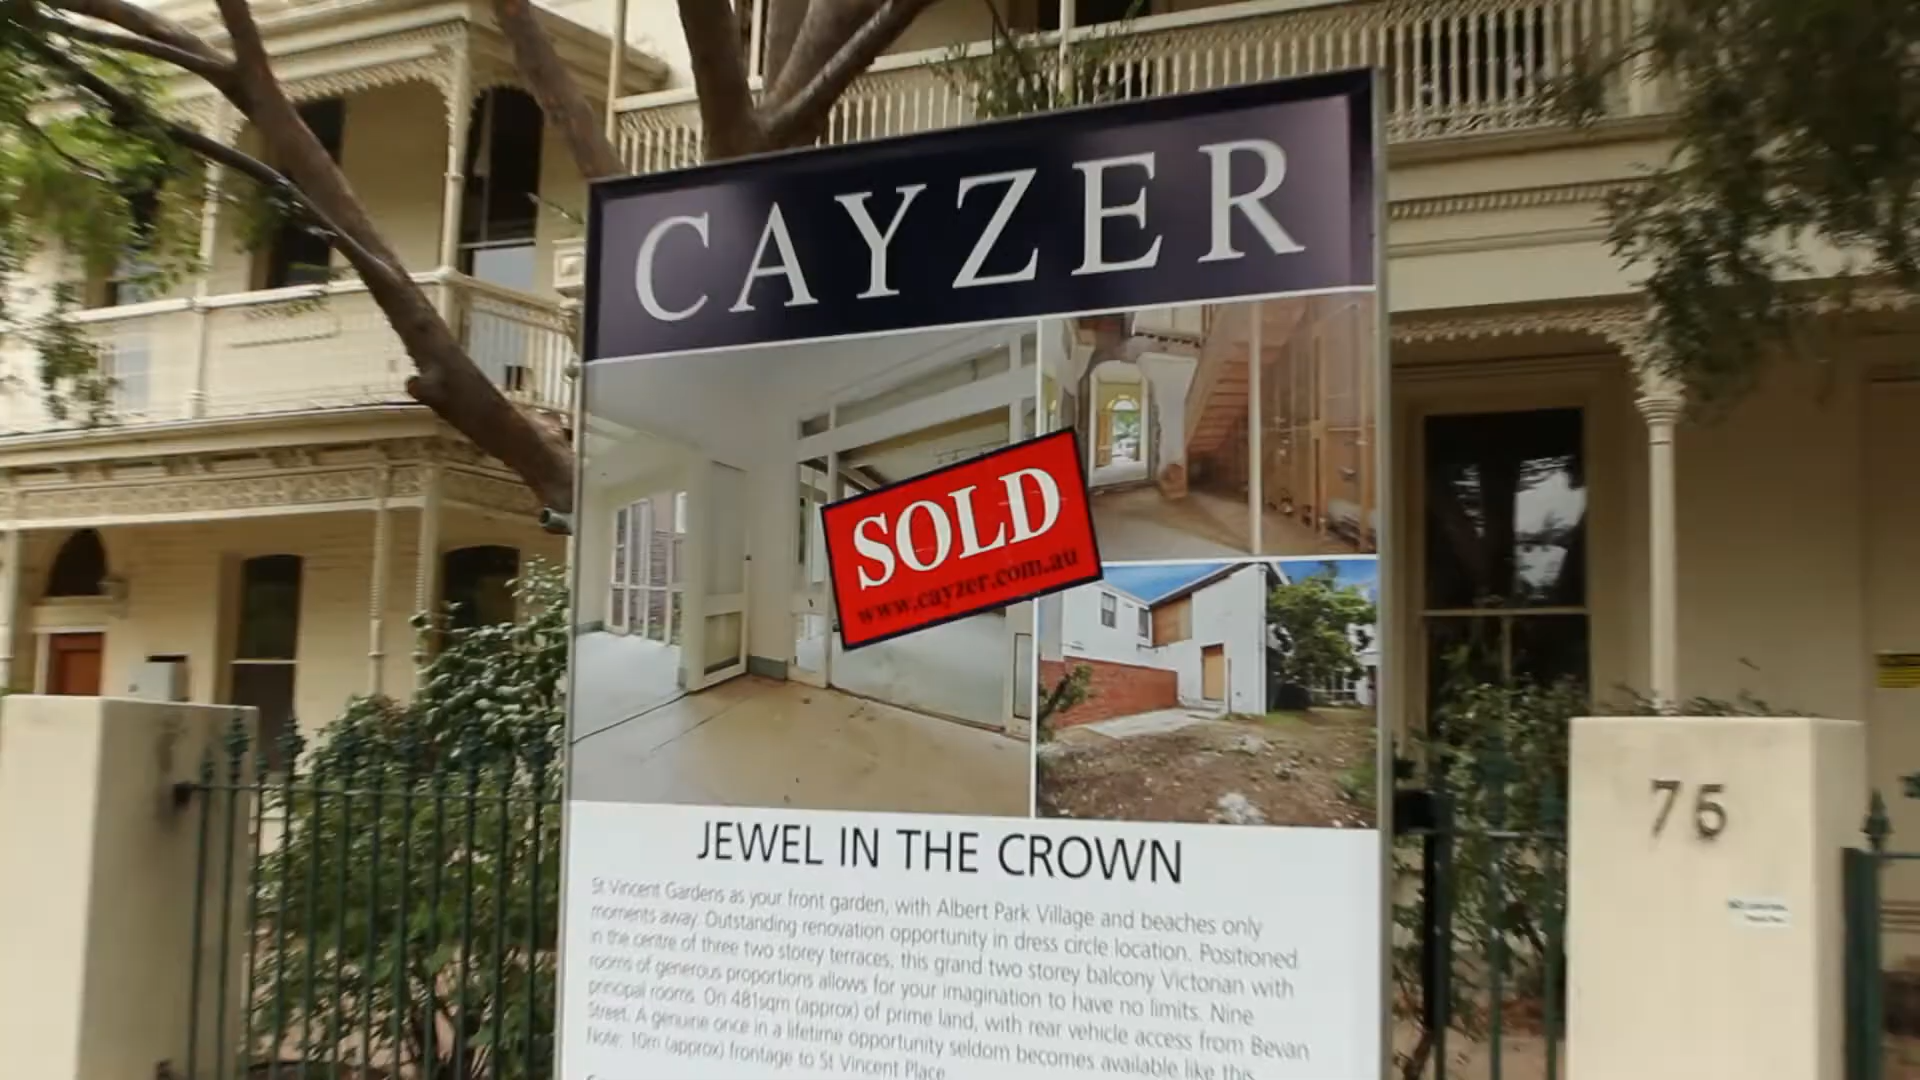 CAYZER
SOLD
www.cayzer.com.au
JEWEL IN THE CROWN
St Vincent Gardens as your front garden, with Albert Park Village and beaches only
moments away. Outstanding renovation opportunity in dress circle location. Positioned
in the centre of three two storey terraces, this grand two storey balcony Victorian with
rooms of generous proportions allows for your imagination to have no limits. Nine
principal rooms. On 481sqm (approx) of prime land, with rear vehicle access from Bevan
Street. A genuine once in a lifetime opportunity seldom becomes available like this.
Note: 10m (approx) frontage to St Vincent Place
75